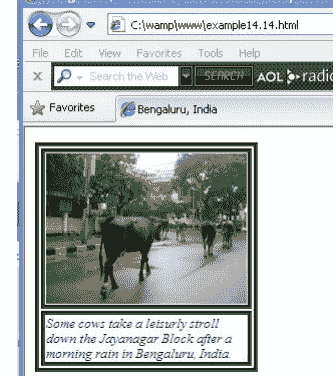 C:\wamp\www\example14.14.html
File Edit View Favorites Tools Help
X Search the Web SEARCH AOL radio
Favorites Bengaluru, India
Some cows take a leisurly stroll
down the Jayanagar Block after a
morning rain in Bengaluru, India.